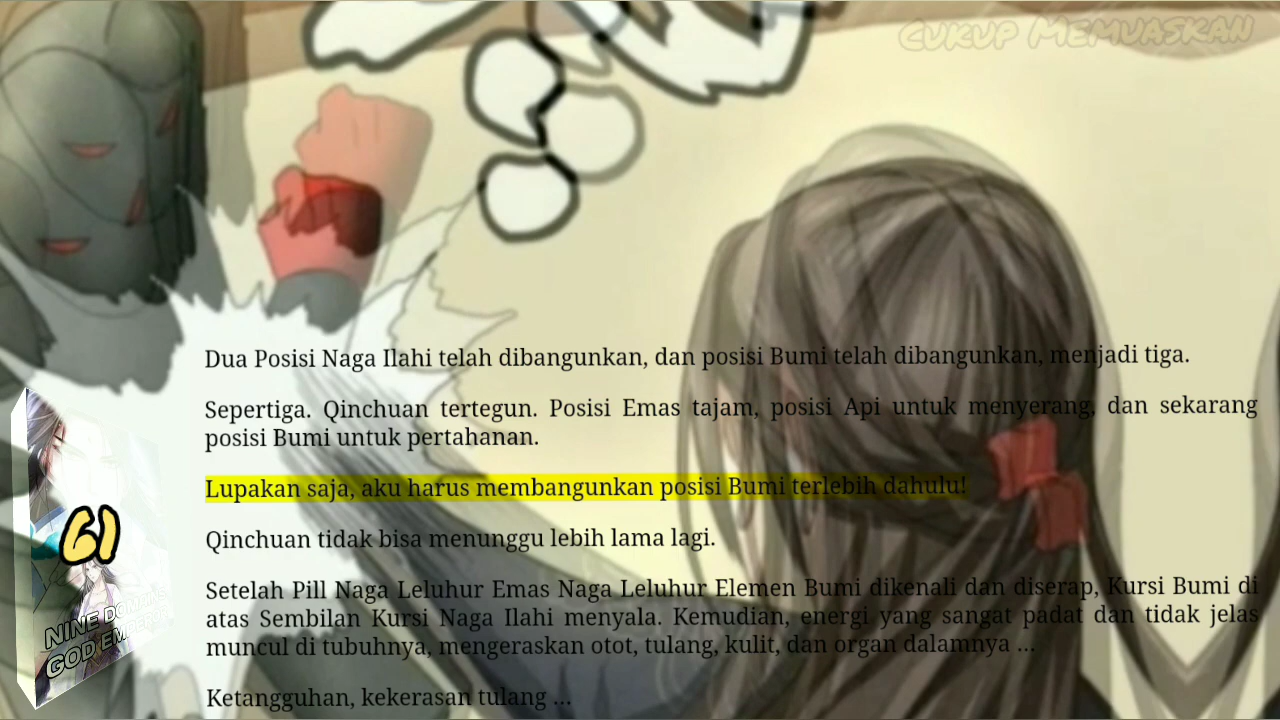 CUKUP MEMUASKAN
Dua Posisi Naga Ilahi telah dibangunkan, dan posisi Bumi telah dibangunkan, menjadi tiga.
Sepertiga. Qinchuan tertegun. Posisi Emas tajam, posisi Api untuk menyerang, dan sekarang
posisi Bumi untuk pertahanan.
Lupakan saja, aku harus membangunkan posisi Bumi terlebih dahulu!
Qinchuan tidak bisa menunggu lebih lama lagi.
Setelah Pill Naga Leluhur Emas Naga Leluhur Elemen Bumi dikenali dan diserap, Kursi Bumi di
atas Sembilan Kursi Naga Ilahi menyala. Kemudian, energi yang sangat padat dan tidak jelas
muncul di tubuhnya, mengeraskan otot, tulang, kulit, dan organ dalamnya ...
Ketangguhan, kekerasan tulang ...
61
NINE
GOD